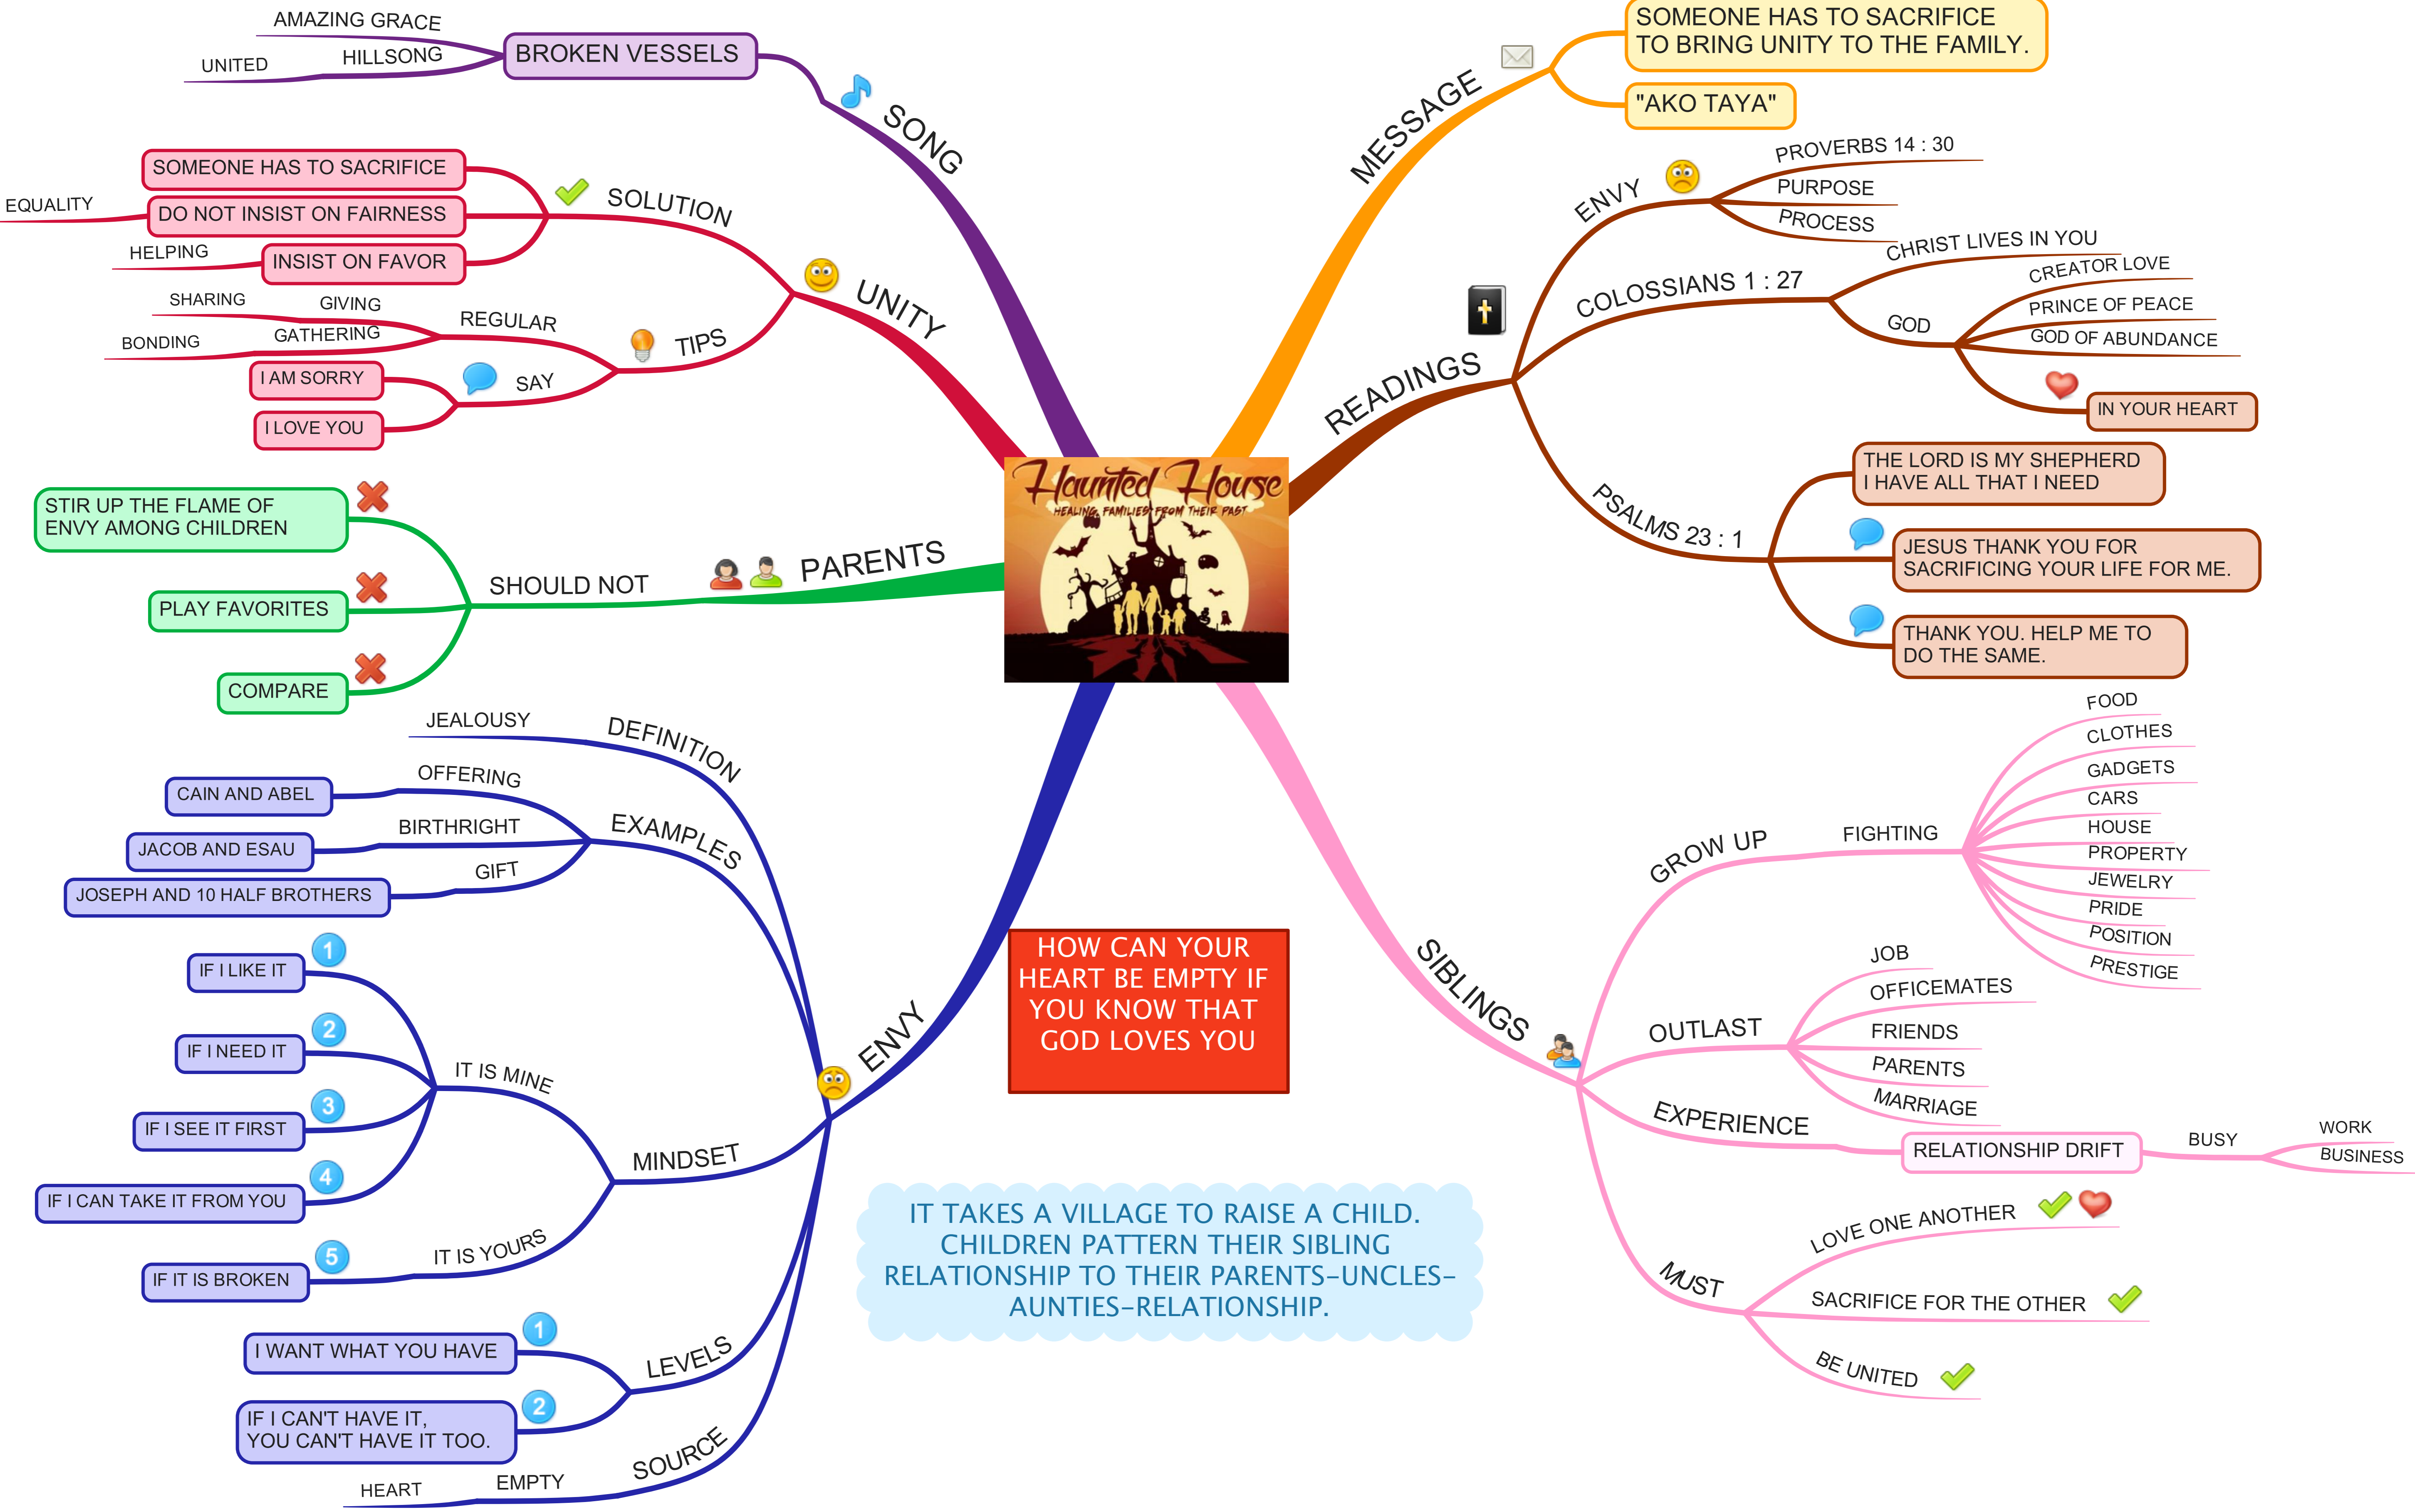 Haunted House
HEALING FAMILIES FROM THEIR PAST
MESSAGE
SOMEONE HAS TO SACRIFICE
TO BRING UNITY TO THE FAMILY.
"AKO TAYA"
READINGS
ENVY
PROVERBS 14 : 30
PURPOSE
PROCESS
COLOSSIANS 1 : 27
CHRIST LIVES IN YOU
GOD
CREATOR LOVE
PRINCE OF PEACE
GOD OF ABUNDANCE
IN YOUR HEART
PSALMS 23 : 1
THE LORD IS MY SHEPHERD
I HAVE ALL THAT I NEED
JESUS THANK YOU FOR
SACRIFICING YOUR LIFE FOR ME.
THANK YOU. HELP ME TO
DO THE SAME.
SIBLINGS
GROW UP
FIGHTING
FOOD
CLOTHES
GADGETS
CARS
HOUSE
PROPERTY
JEWELRY
PRIDE
POSITION
PRESTIGE
OUTLAST
JOB
OFFICEMATES
FRIENDS
PARENTS
MARRIAGE
EXPERIENCE
RELATIONSHIP DRIFT
BUSY
WORK
BUSINESS
MUST
LOVE ONE ANOTHER
SACRIFICE FOR THE OTHER
BE UNITED
SONG
BROKEN VESSELS
AMAZING GRACE
HILLSONG
UNITED
UNITY
SOLUTION
SOMEONE HAS TO SACRIFICE
DO NOT INSIST ON FAIRNESS
EQUALITY
INSIST ON FAVOR
HELPING
TIPS
REGULAR
GIVING
SHARING
GATHERING
BONDING
SAY
I AM SORRY
I LOVE YOU
PARENTS
SHOULD NOT
STIR UP THE FLAME OF
ENVY AMONG CHILDREN
PLAY FAVORITES
COMPARE
ENVY
DEFINITION
JEALOUSY
EXAMPLES
OFFERING
CAIN AND ABEL
BIRTHRIGHT
JACOB AND ESAU
GIFT
JOSEPH AND 10 HALF BROTHERS
MINDSET
IT IS MINE
1
IF I LIKE IT
2
IF I NEED IT
3
IF I SEE IT FIRST
4
IF I CAN TAKE IT FROM YOU
IT IS YOURS
5
IF IT IS BROKEN
LEVELS
1
I WANT WHAT YOU HAVE
2
IF I CAN'T HAVE IT,
YOU CAN'T HAVE IT TOO.
SOURCE
EMPTY
HEART
HOW CAN YOUR
HEART BE EMPTY IF
YOU KNOW THAT
GOD LOVES YOU
IT TAKES A VILLAGE TO RAISE A CHILD.
CHILDREN PATTERN THEIR SIBLING
RELATIONSHIP TO THEIR PARENTS-UNCLES-
AUNTIES-RELATIONSHIP.